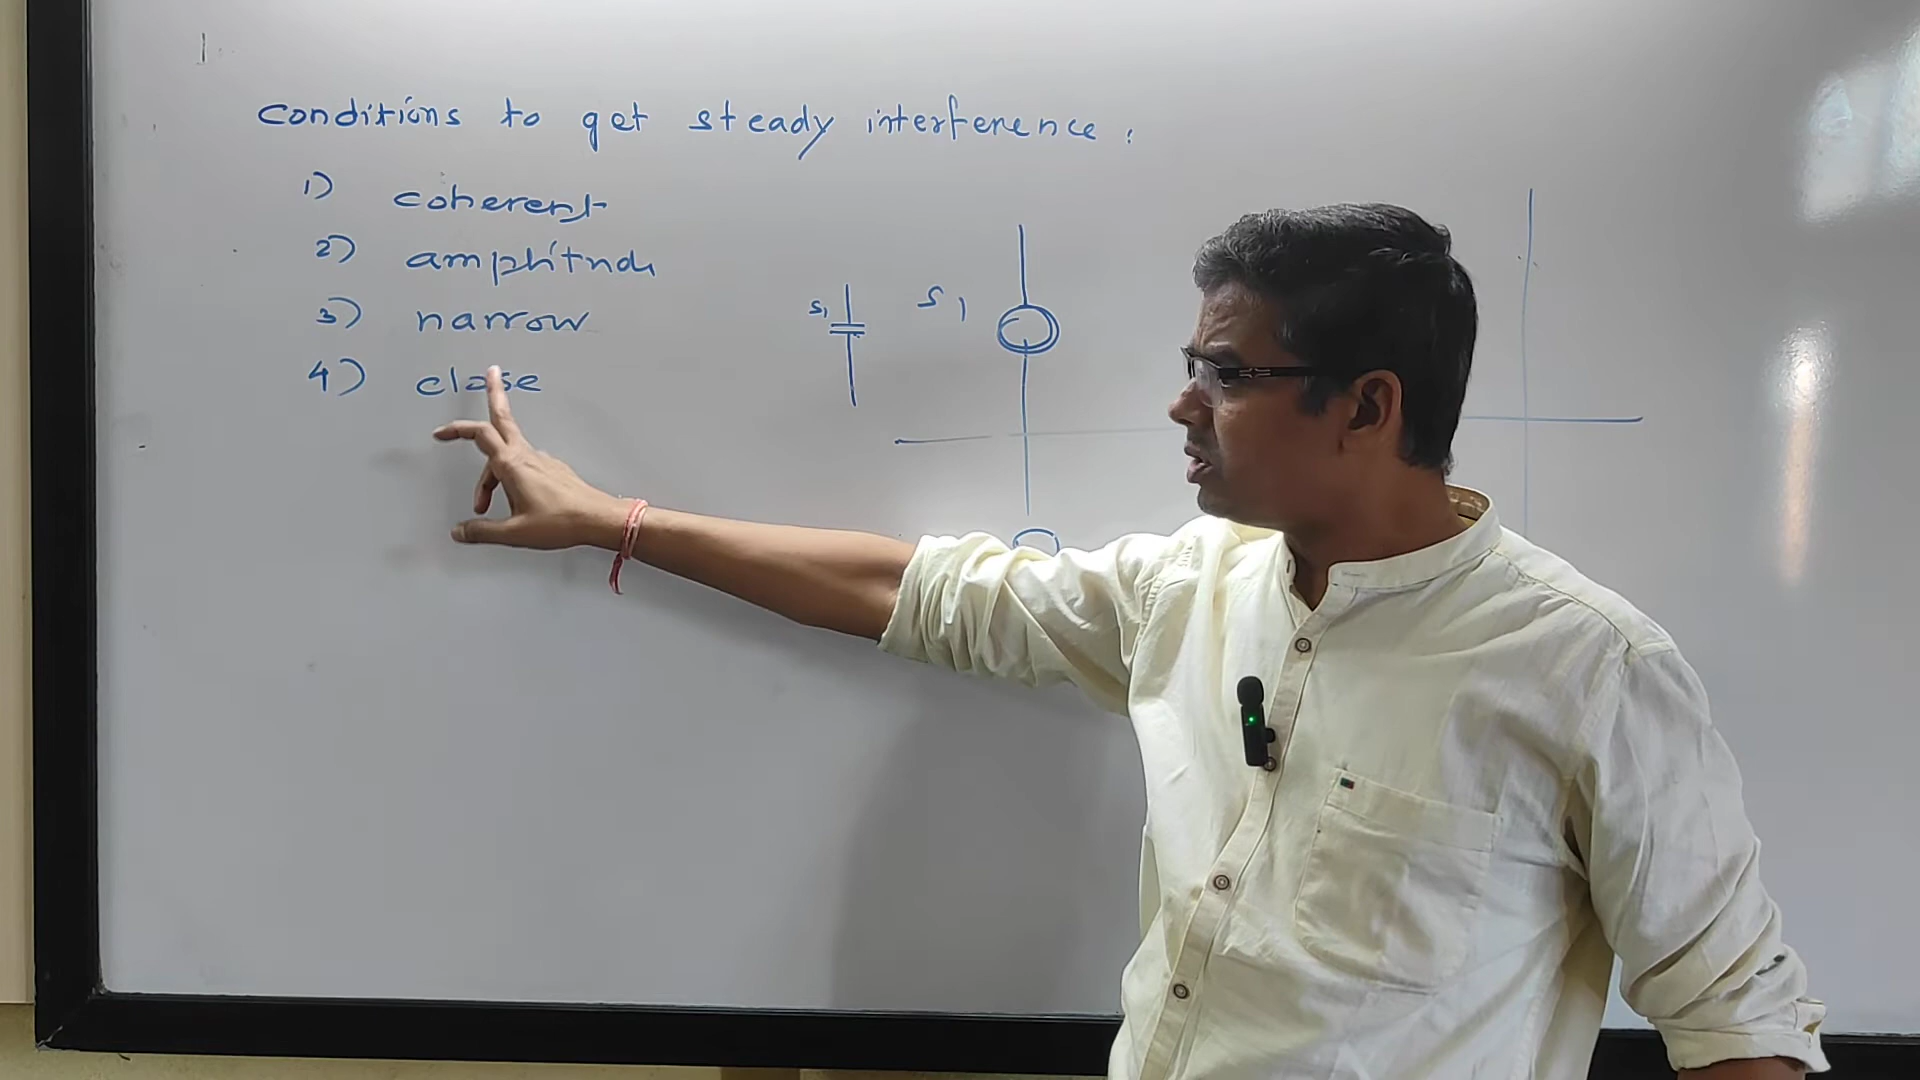 conditions to get steady interference :
1) coherent
2) amplitude
3) narrow
4) close
S1
S1